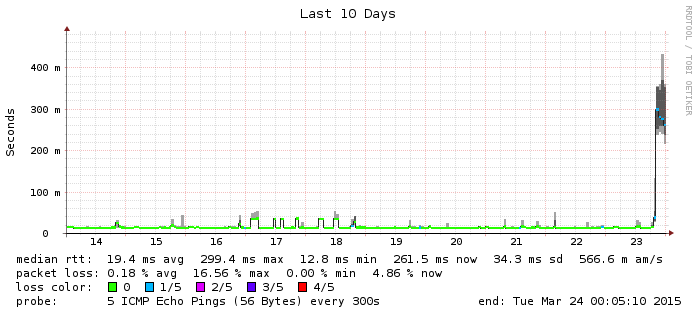 Last 10 Days
RRDTOOL / TOBI OETIKER
Seconds
400 m
300 m
200 m
100 m
0
14 15 16 17 18 19 20 21 22 23
median rtt: 19.4 ms avg 299.4 ms max 12.8 ms min 261.5 ms now 34.3 ms sd 566.6 m am/s
packet loss: 0.18 % avg 16.56 % max 0.00 % min 4.86 % now
loss color: 0 1/5 2/5 3/5 4/5
probe: 5 ICMP Echo Pings (56 Bytes) every 300s end: Tue Mar 24 00:05:10 2015